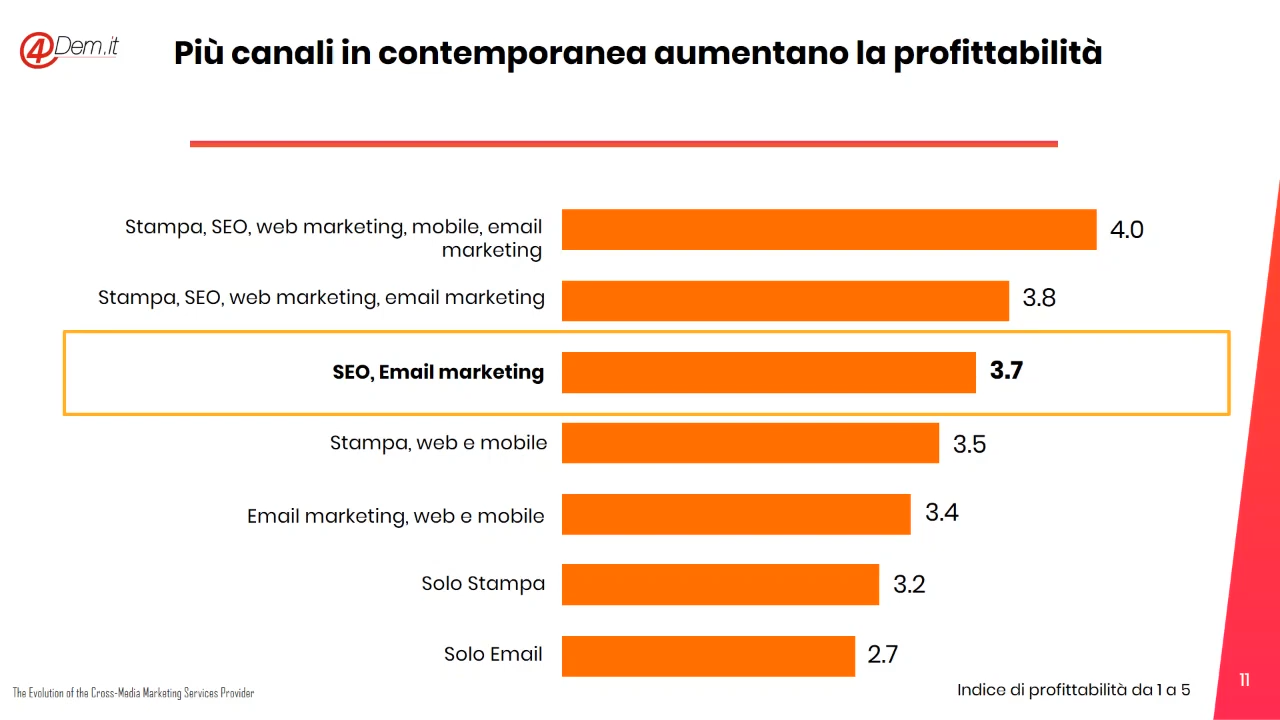 4Dem.it
Più canali in contemporanea aumentano la profittabilità
Stampa, SEO, web marketing, mobile, email
marketing
4.0
Stampa, SEO, web marketing, email marketing
3.8
SEO, Email marketing
3.7
Stampa, web e mobile
3.5
Email marketing, web e mobile
3.4
Solo Stampa
3.2
Solo Email
2.7
The Evolution of the Cross-Media Marketing Services Provider
Indice di profittabilità da 1 a 5
11